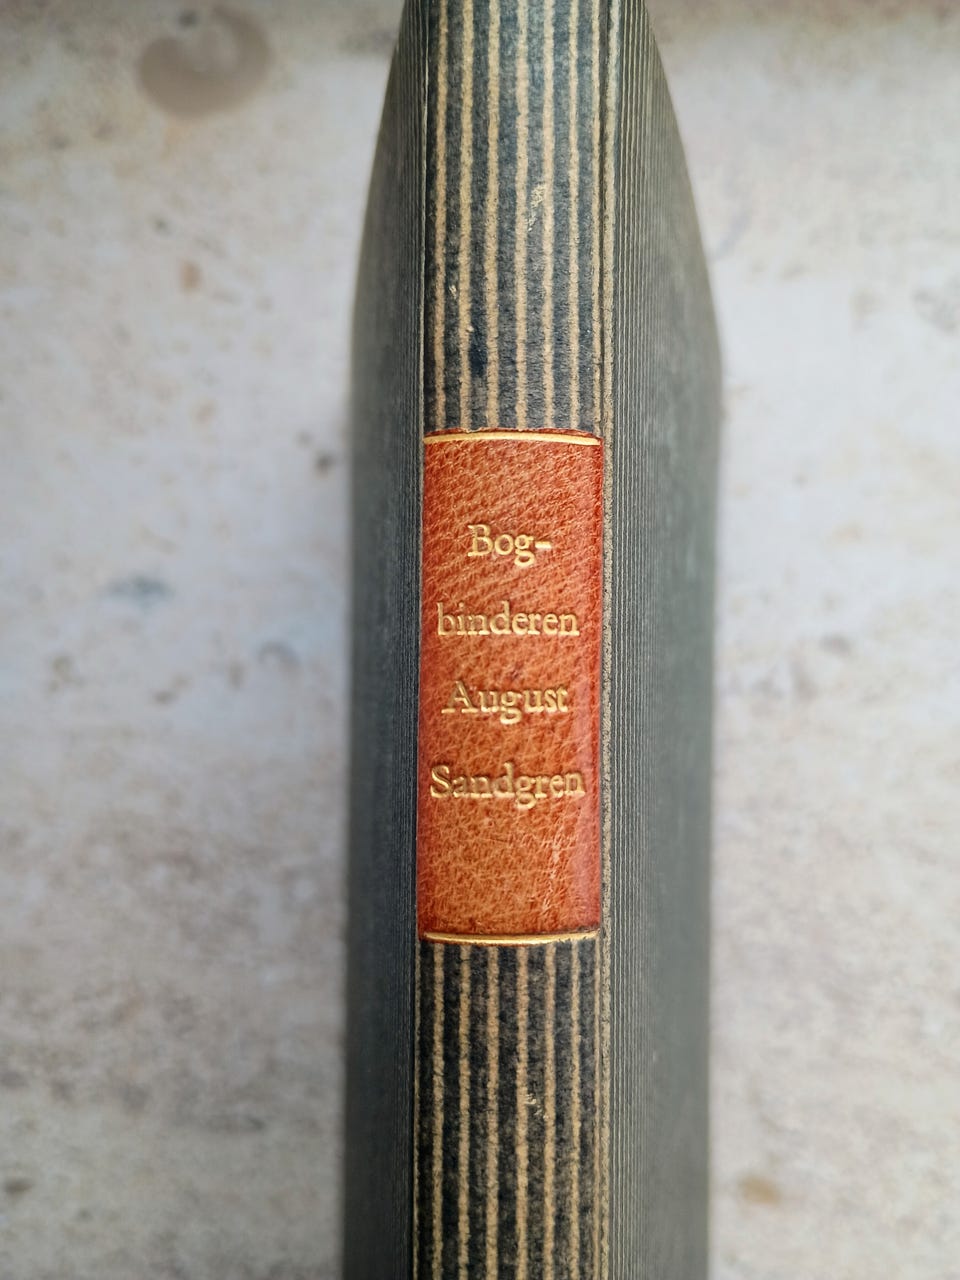 Bog-
binderen
August
Sandgren